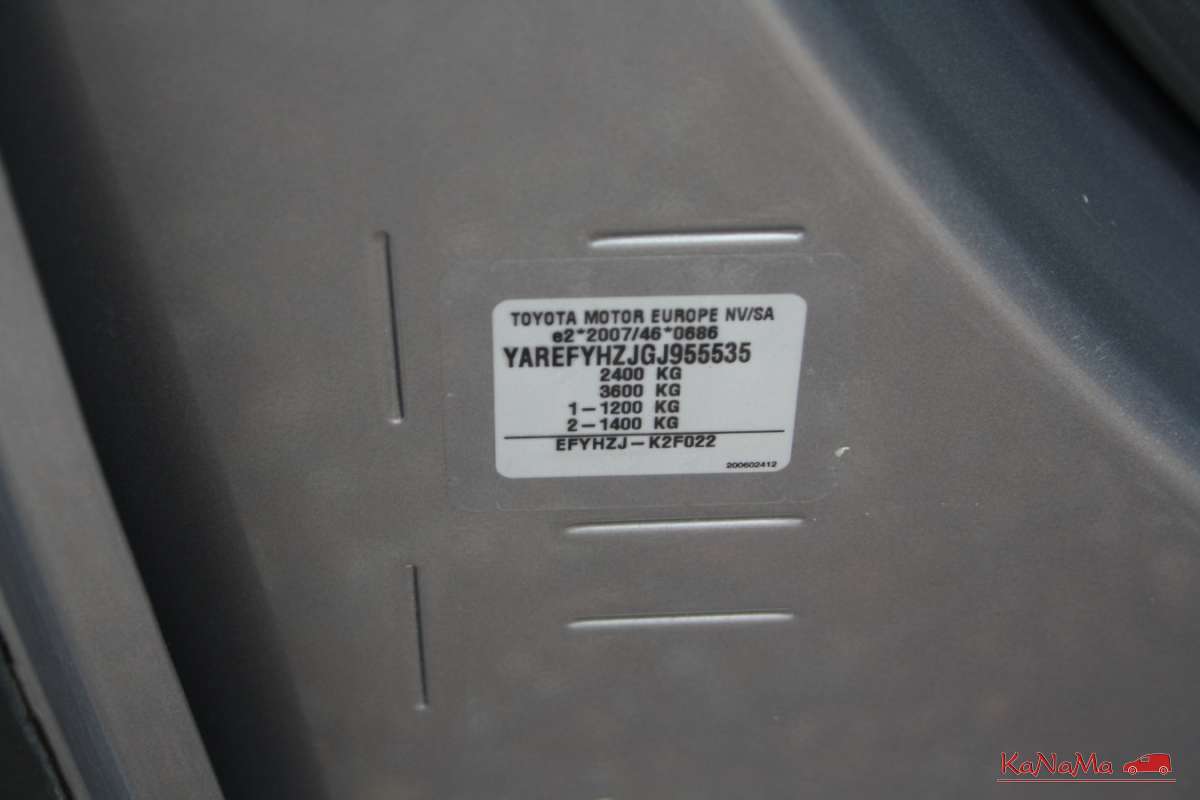 TOYOTA MOTOR EUROPE NV/SA
e2*2007/46*0686
YAREFYHZJGJ955535
2400 KG
3600 KG
1-1200 KG
2-1400 KG
EFYHZJ-K2F022
200602412
KaNaMa